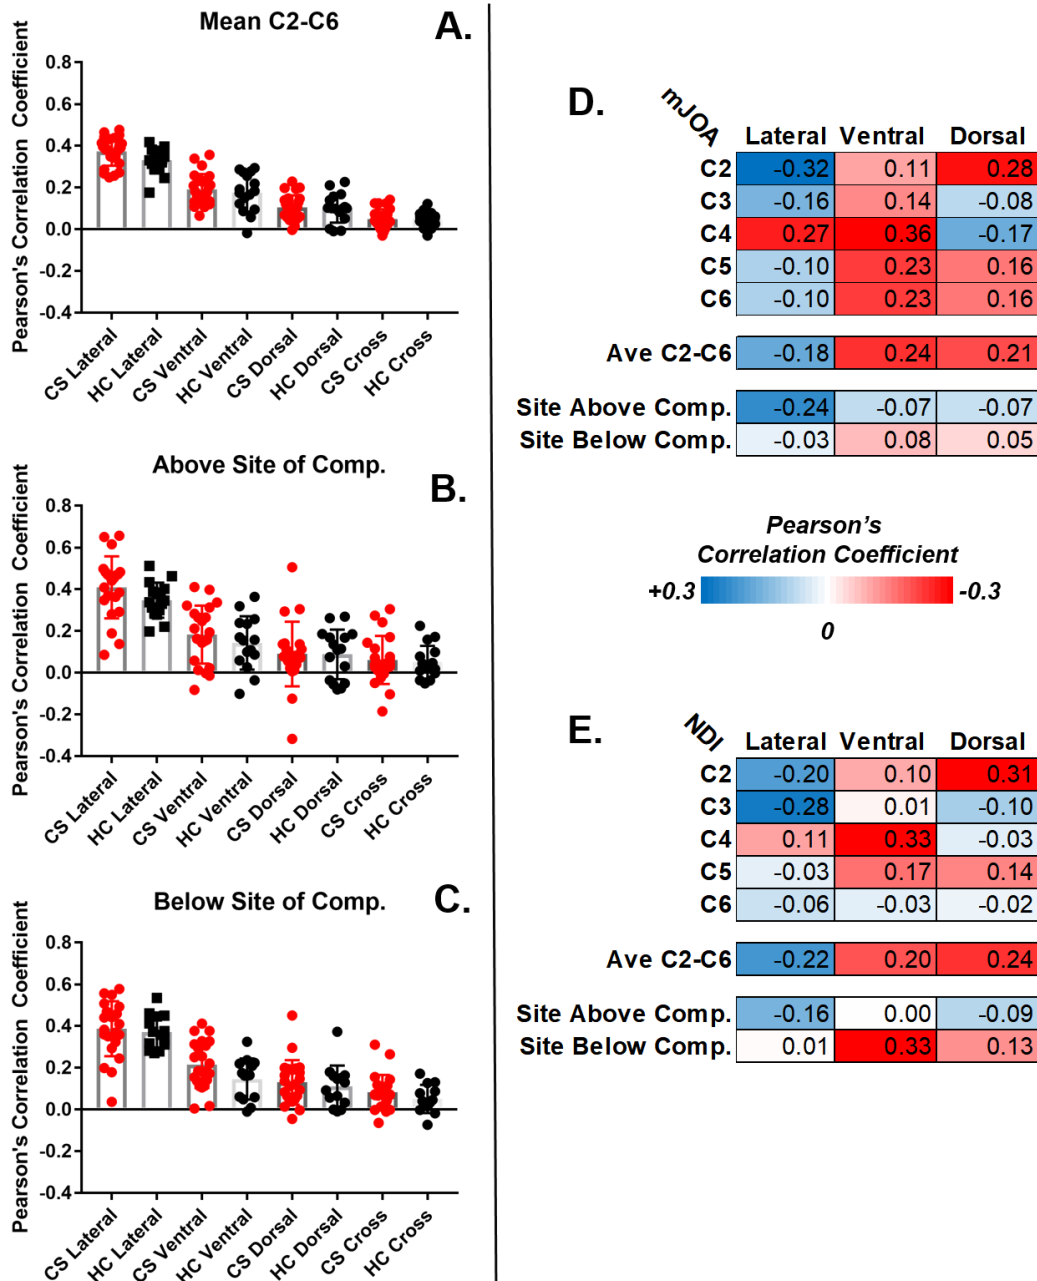 A.
Mean C2-C6
Pearson's Correlation Coefficient
0.8
0.6
0.4
0.2
0.0
-0.2
-0.4
CS Lateral
HC Lateral
CS Ventral
HC Ventral
CS Dorsal
HC Dorsal
CS Cross
HC Cross
B.
Above Site of Comp.
Pearson's Correlation Coefficient
0.8
0.6
0.4
0.2
0.0
-0.2
-0.4
CS Lateral
HC Lateral
CS Ventral
HC Ventral
CS Dorsal
HC Dorsal
CS Cross
HC Cross
C.
Below Site of Comp.
Pearson's Correlation Coefficient
0.8
0.6
0.4
0.2
0.0
-0.2
-0.4
CS Lateral
HC Lateral
CS Ventral
HC Ventral
CS Dorsal
HC Dorsal
CS Cross
HC Cross
D.
mJOA Lateral Ventral Dorsal
C2 -0.32 0.11 0.28
C3 -0.16 0.14 -0.08
C4 0.27 0.36 -0.17
C5 -0.10 0.23 0.16
C6 -0.10 0.23 0.16
Ave C2-C6 -0.18 0.24 0.21
Site Above Comp. -0.24 -0.07 -0.07
Site Below Comp. -0.03 0.08 0.05
Pearson's
Correlation Coefficient
+0.3 -0.3
0
E.
NDI Lateral Ventral Dorsal
C2 -0.20 0.10 0.31
C3 -0.28 0.01 -0.10
C4 0.11 0.33 -0.03
C5 -0.03 0.17 0.14
C6 -0.06 -0.03 -0.02
Ave C2-C6 -0.22 0.20 0.24
Site Above Comp. -0.16 0.00 -0.09
Site Below Comp. 0.01 0.33 0.13